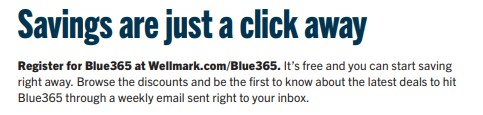 Savings are just a click away
Register for Blue365 at Wellmark.com/Blue365. It's free and you can start saving
right away. Browse the discounts and be the first to know about the latest deals to hit
Blue365 through a weekly email sent right to your inbox.